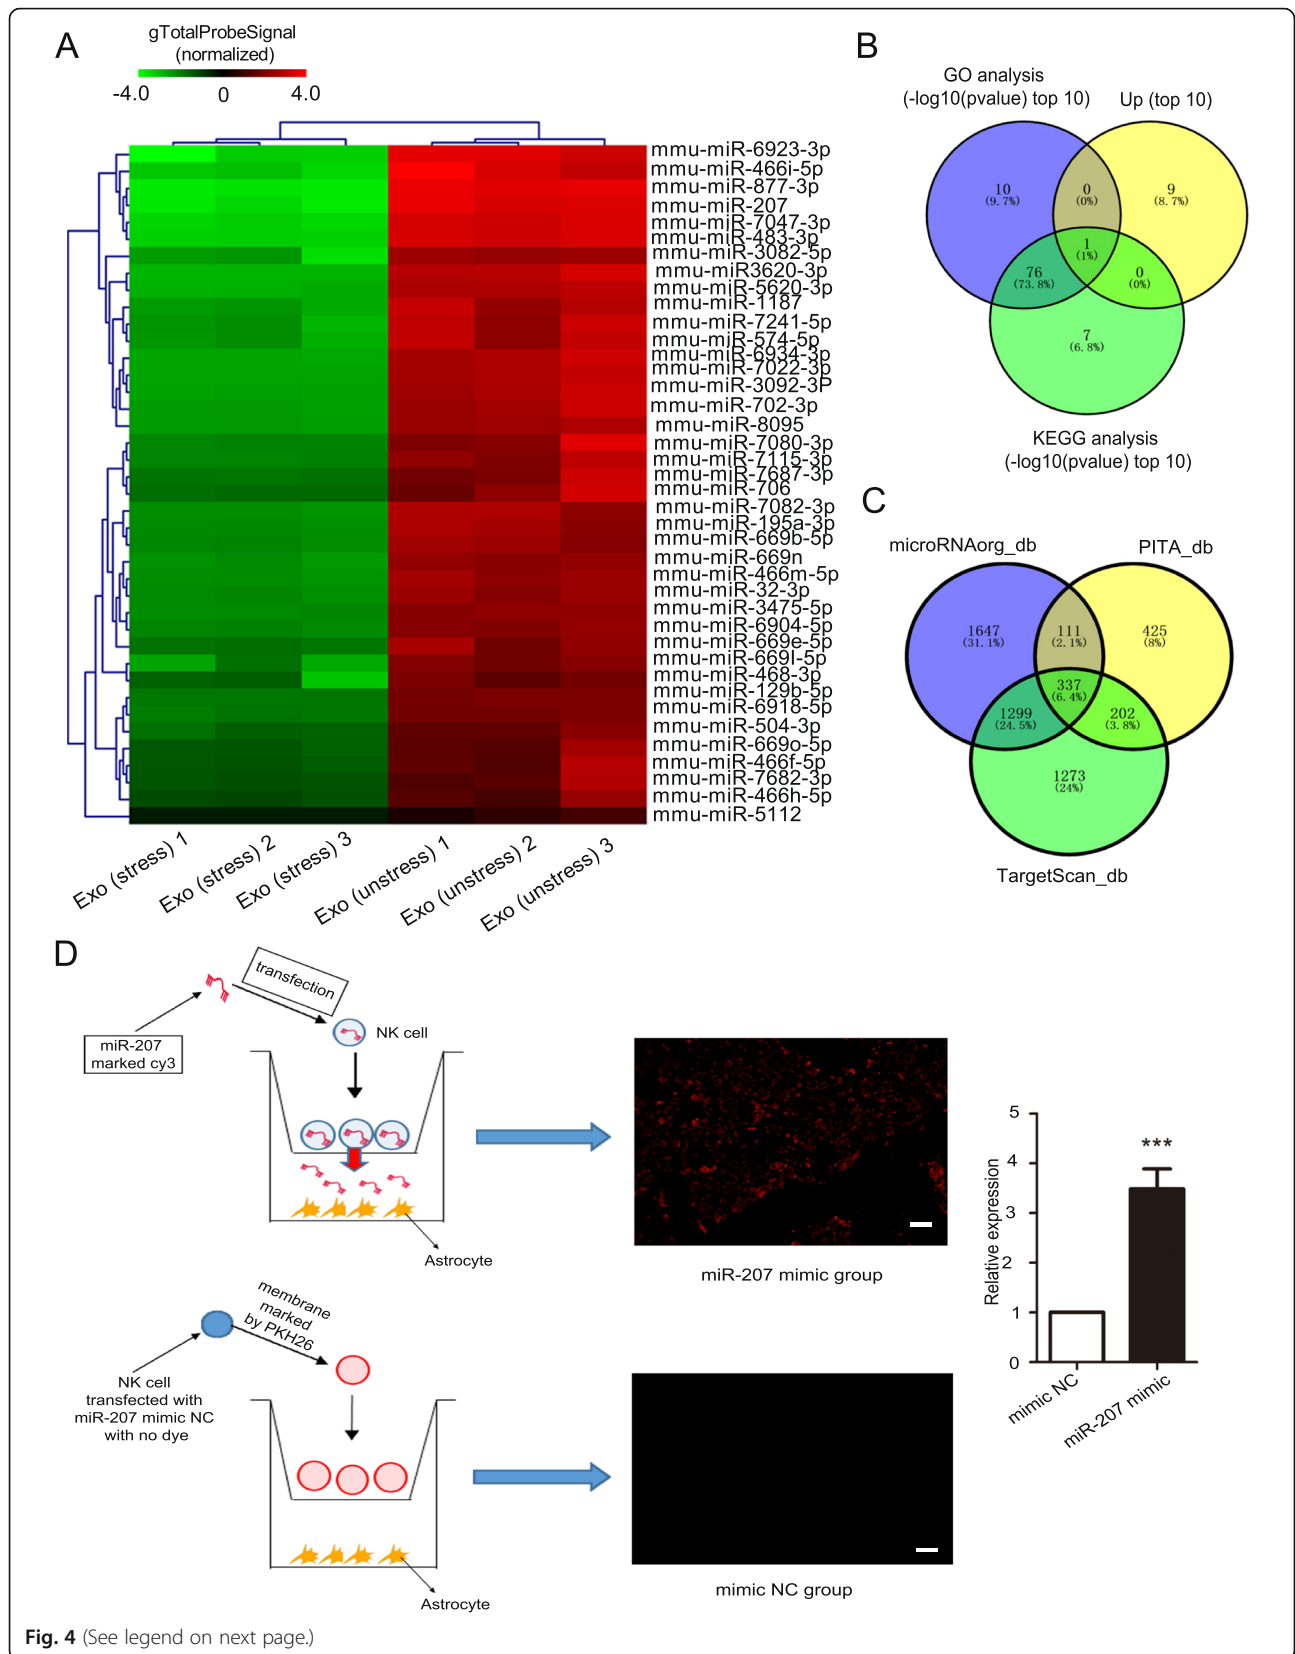 A
gTotalProbeSignal
(normalized)
-4.0 0 4.0
mmu-miR-6923-3p
mmu-miR-466i-5p
mmu-miR-877-3p
mmu-miR-207
mmu-miR-7047-3p
mmu-miR-483-3p
mmu-miR-3082-5p
mmu-miR3620-3p
mmu-miR-5620-3p
mmu-miR-1187
mmu-miR-7241-5p
mmu-miR-574-5p
mmu-miR-6934-3p
mmu-miR-7022-3p
mmu-miR-3092-3P
mmu-miR-702-3p
mmu-miR-8095
mmu-miR-7080-3p
mmu-miR-7115-3p
mmu-miR-7687-3p
mmu-miR-706
mmu-miR-7082-3p
mmu-miR-195a-3p
mmu-miR-669b-5p
mmu-miR-669n
mmu-miR-466m-5p
mmu-miR-32-3p
mmu-miR-3475-5p
mmu-miR-6904-5p
mmu-miR-669e-5p
mmu-miR-669l-5p
mmu-miR-468-3p
mmu-miR-129b-5p
mmu-miR-6918-5p
mmu-miR-504-3p
mmu-miR-669o-5p
mmu-miR-466f-5p
mmu-miR-7682-3p
mmu-miR-466h-5p
mmu-miR-5112
Exo (stress) 1
Exo (stress) 2
Exo (stress) 3
Exo (unstress) 1
Exo (unstress) 2
Exo (unstress) 3
B
GO analysis
(-log10(pvalue) top 10)
Up (top 10)
10
(9.7%)
0
(0%)
9
(8.7%)
1
(1%)
76
(73.8%)
0
(0%)
7
(6.8%)
KEGG analysis
(-log10(pvalue) top 10)
C
microRNAorg_db
PITA_db
1647
(31.1%)
111
(2.1%)
425
(8%)
337
(6.4%)
1299
(24.5%)
202
(3.8%)
1273
(24%)
TargetScan_db
D
transfection
miR-207
marked cy3
NK cell
Astrocyte
miR-207 mimic group
membrane
marked
by PKH26
NK cell
transfected with
miR-207 mimic NC
with no dye
Astrocyte
mimic NC group
Relative expression
5
4
3
2
1
0
***
mimic NC
miR-207 mimic
Fig. 4 (See legend on next page.)